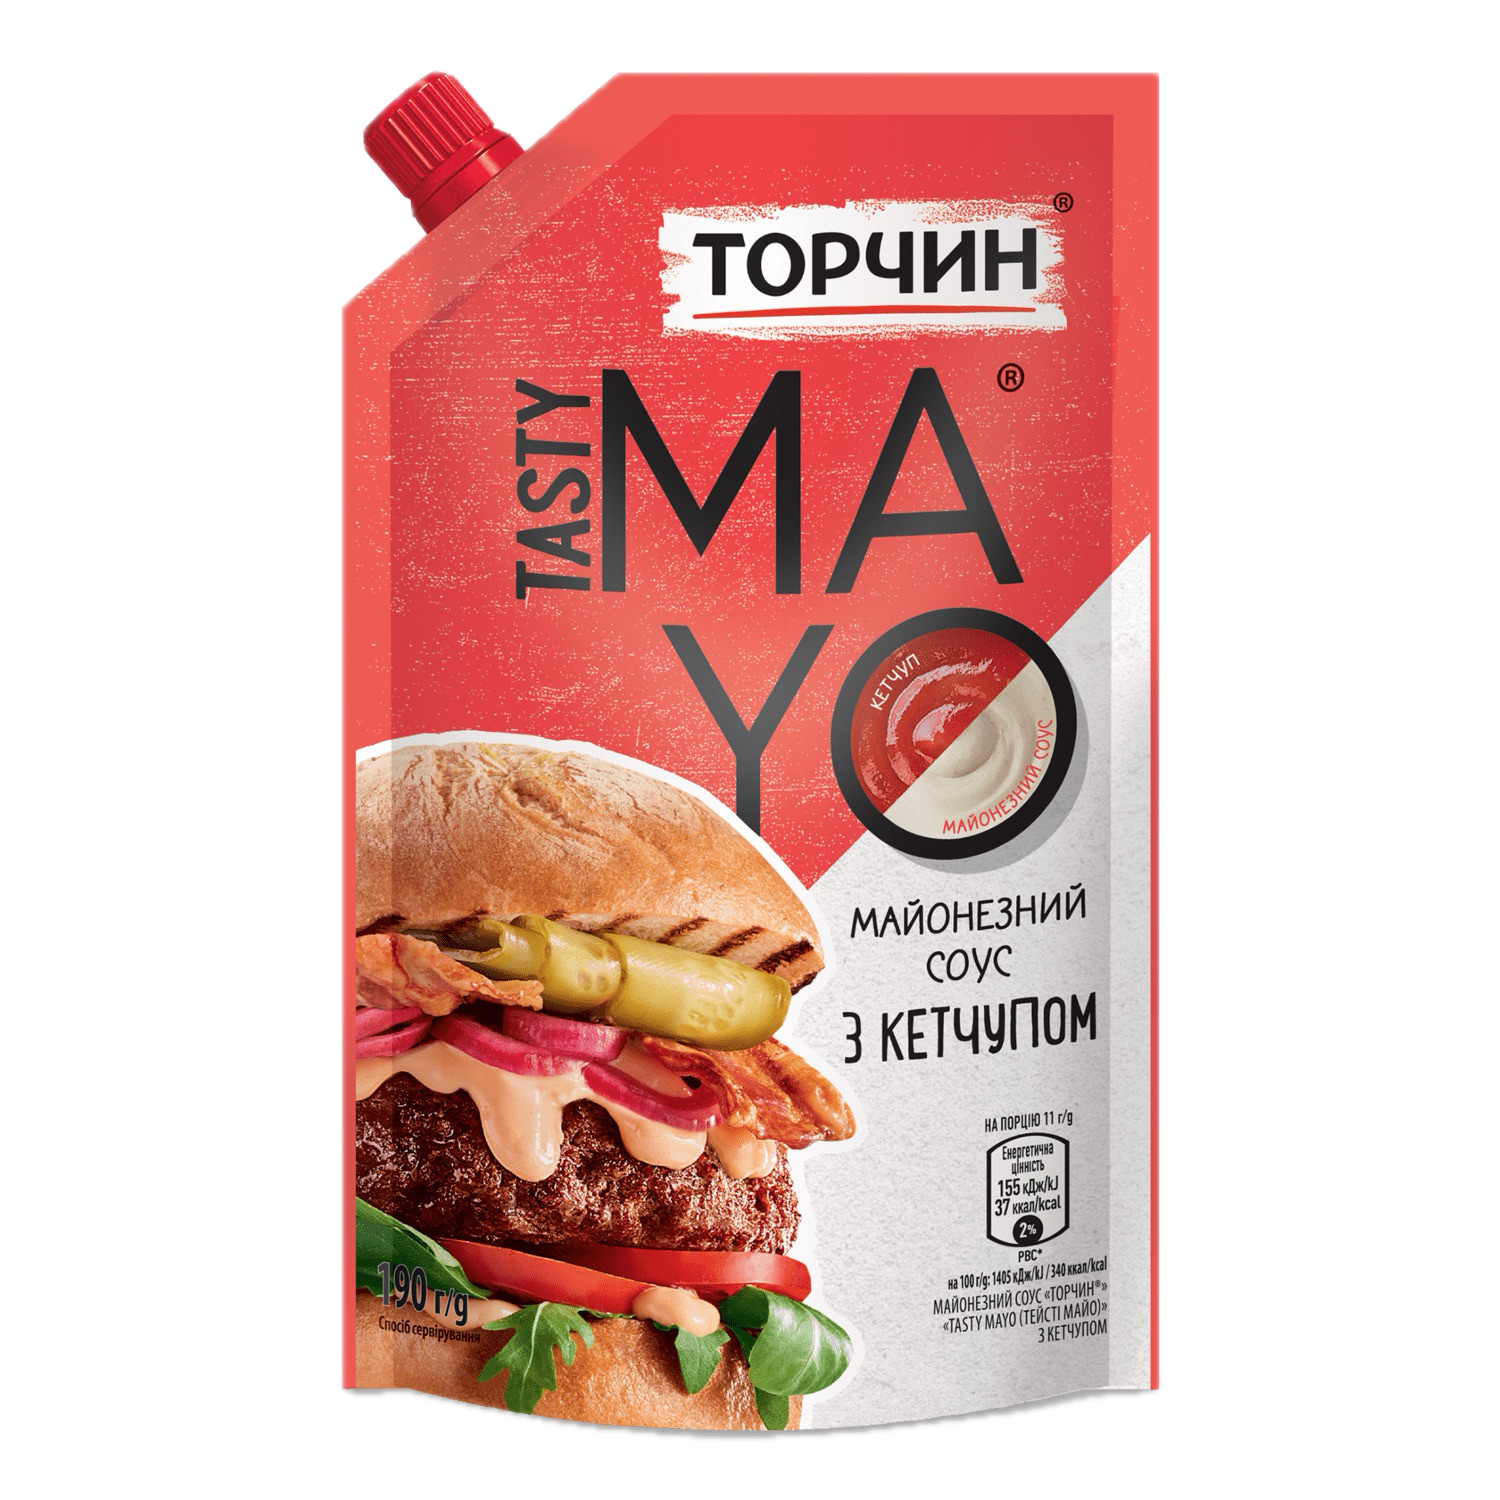 ТОРЧИН®
TASTY
MA®
YO
КЕТЧУП
МАЙОНЕЗНИЙ СОУС
МАЙОНЕЗНИЙ
СОУС
З КЕТЧУПОМ
НА ПОРЦІЮ 11 г/g
Енергетична
цінність
155 кДж/kJ
37 ккал/kcal
2%
РВС*
на 100 г/g: 1405 кДж/kJ / 340 ккал/kcal
МАЙОНЕЗНИЙ СОУС «ТОРЧИН®»
«TASTY MAYO (ТЕЙСТІ МАЙО)»
З КЕТЧУПОМ
190 г/g
Спосіб сервірування